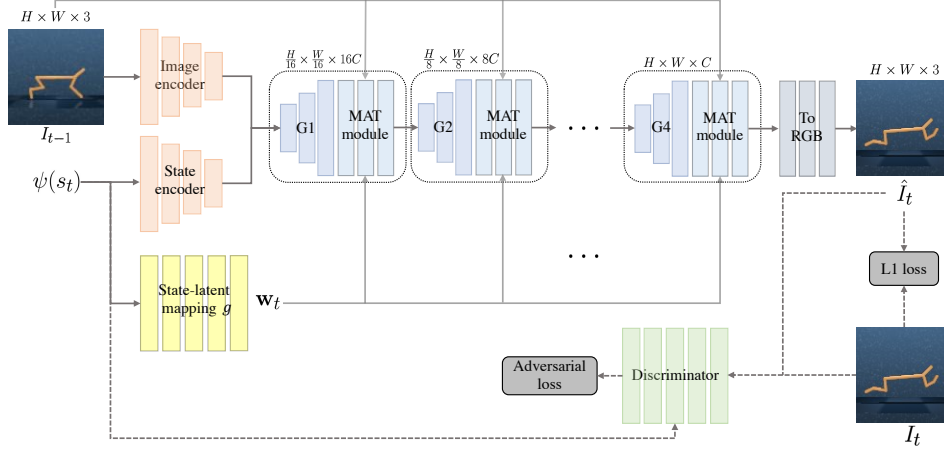 H × W × 3
I_{t−1}
Image
encoder
State
encoder
ψ(s_t)
State-latent
mapping g
w_t
H/16 × W/16 × 16C
G1
MAT
module
H/8 × W/8 × 8C
G2
MAT
module
· · ·
H × W × C
G4
MAT
module
To
RGB
H × W × 3
Î_t
L1 loss
· · ·
Adversarial
loss
Discriminator
I_t